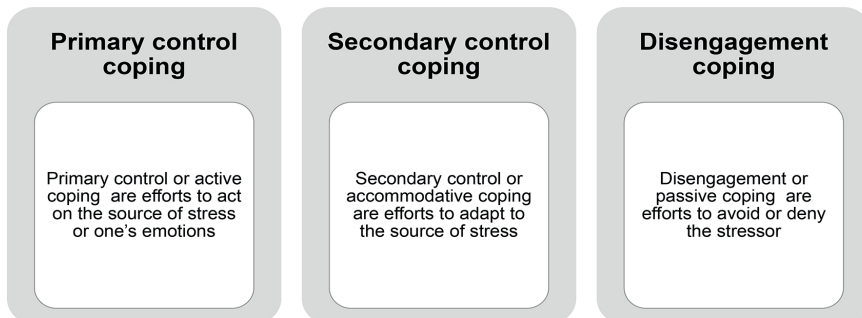 Primary control
coping
Primary control or active
coping  are efforts to act
on the source of stress
or one's emotions
Secondary control
coping
Secondary control or
accommodative coping
are efforts to adapt to
the source of stress
Disengagement
coping
Disengagement or
passive coping  are
efforts to avoid or deny
the stressor